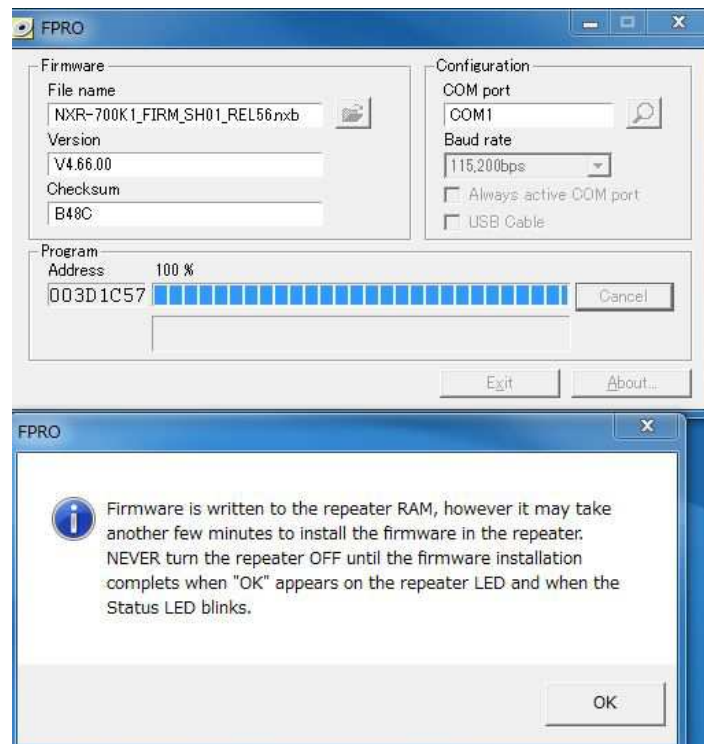 FPRO
Firmware
File name
NXR-700K1_FIRM_SH01_REL56.nxb
Version
V4.66.00
Checksum
B48C
Configuration
COM port
COM1
Baud rate
115,200bps
Always active COM port
USB Cable
Program
Address 100 %
003D1C57 Cancel
Exit About...
FPRO
Firmware is written to the repeater RAM, however it may take
another few minutes to install the firmware in the repeater.
NEVER turn the repeater OFF until the firmware installation
complets when "OK" appears on the repeater LED and when the
Status LED blinks.
OK